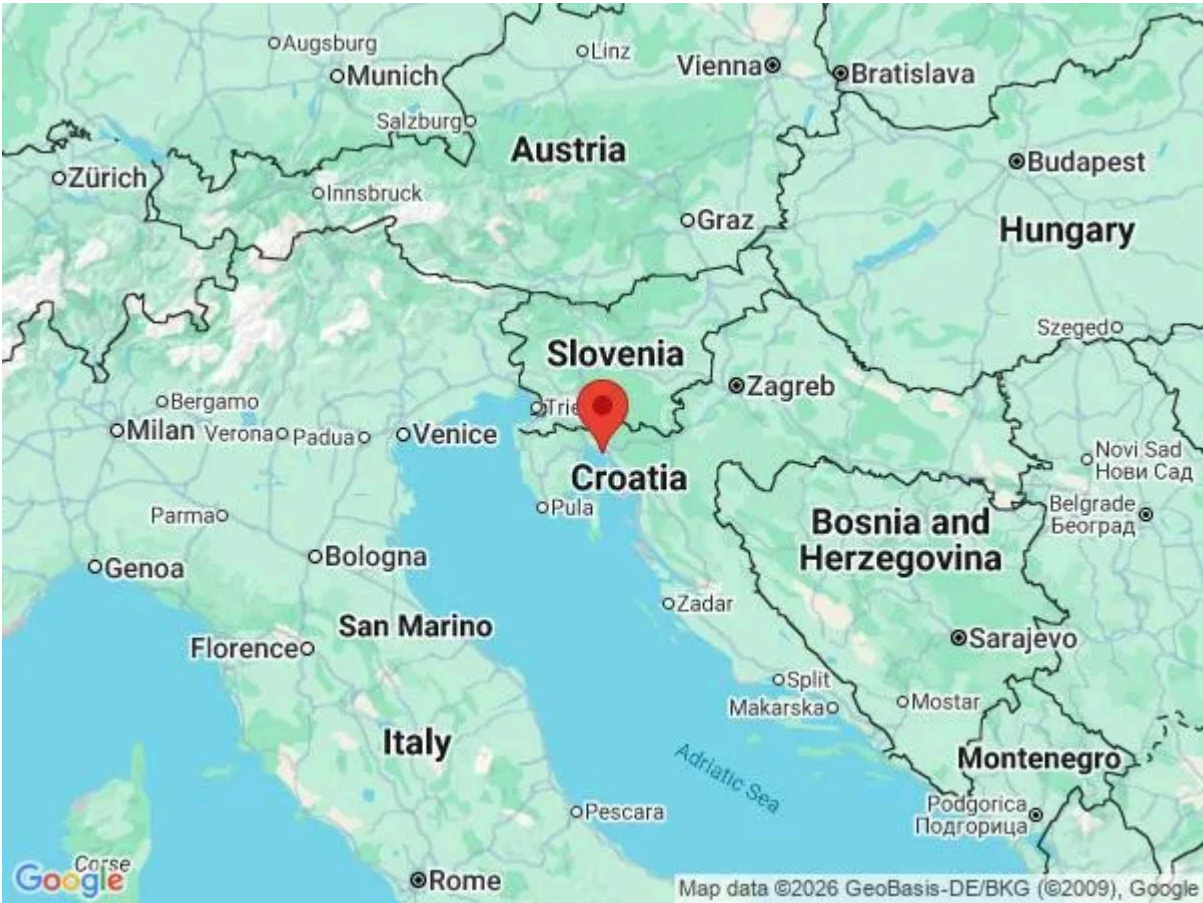 Augsburg
Linz
Munich
Vienna
Bratislava
Salzburg
Austria
Budapest
Zürich
Innsbruck
Graz
Hungary
Szeged
Slovenia
Zagreb
Bergamo
Trie
Milan
Verona
Padua
Venice
Novi Sad
Нови Сад
Croatia
Pula
Parma
Belgrade
Београд
Bosnia and
Herzegovina
Bologna
Genoa
Zadar
San Marino
Florence
Sarajevo
Split
Makarska
Mostar
Italy
Adriatic Sea
Montenegro
Pescara
Podgorica
Подгорица
Corse
Google
Rome
Map data ©2026 GeoBasis-DE/BKG (©2009), Google